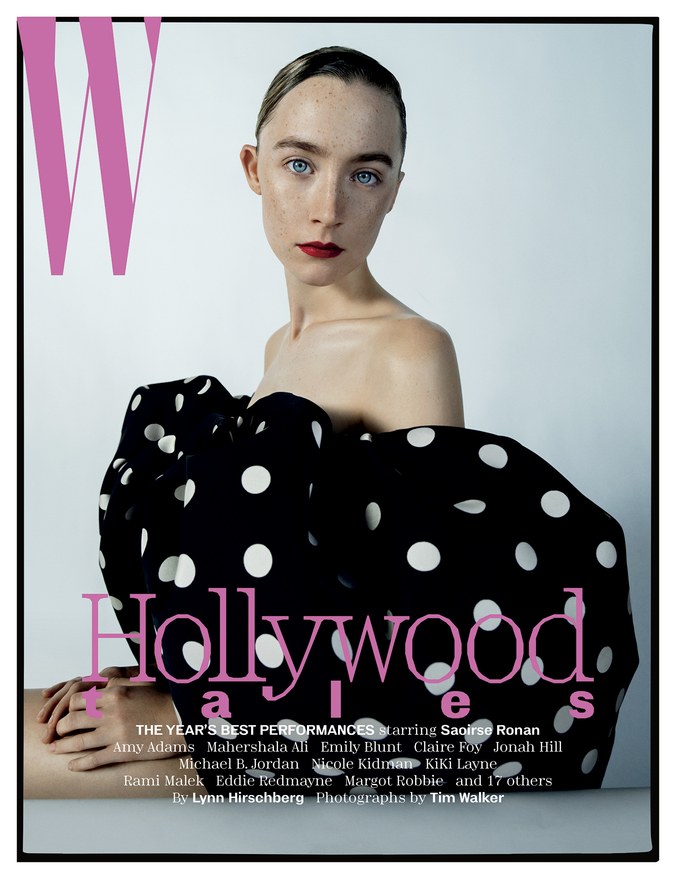 W
Hollywood
tales
THE YEAR'S BEST PERFORMANCES starring Saoirse Ronan
Amy Adams Mahershala Ali Emily Blunt Claire Foy Jonah Hill
Michael B. Jordan Nicole Kidman KiKi Layne
Rami Malek Eddie Redmayne Margot Robbie and 17 others
By Lynn Hirschberg Photographs by Tim Walker